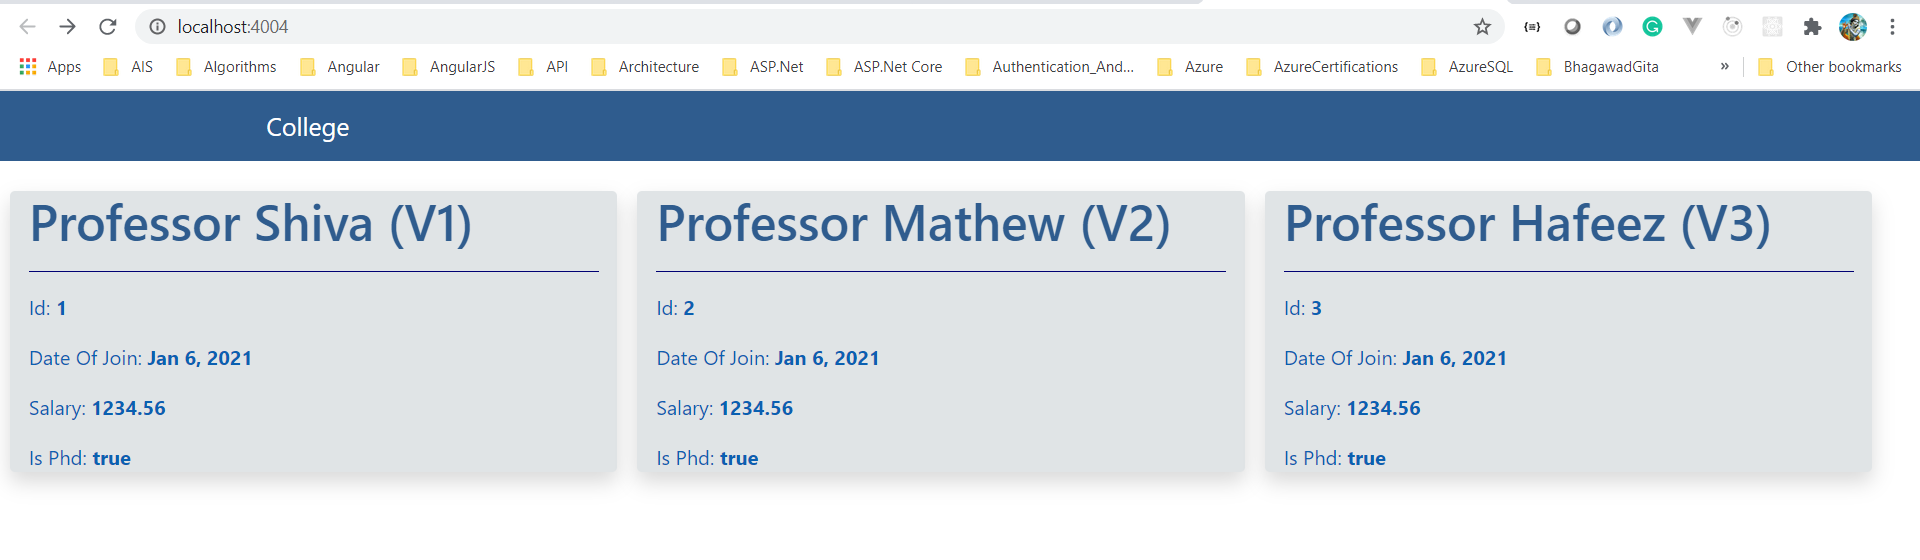 localhost:4004
Apps AIS Algorithms Angular AngularJS API Architecture ASP.Net ASP.Net Core Authentication_And... Azure AzureCertifications AzureSQL BhagawadGita » Other bookmarks
College
Professor Shiva (V1)
Id: 1
Date Of Join: Jan 6, 2021
Salary: 1234.56
Is Phd: true
Professor Mathew (V2)
Id: 2
Date Of Join: Jan 6, 2021
Salary: 1234.56
Is Phd: true
Professor Hafeez (V3)
Id: 3
Date Of Join: Jan 6, 2021
Salary: 1234.56
Is Phd: true